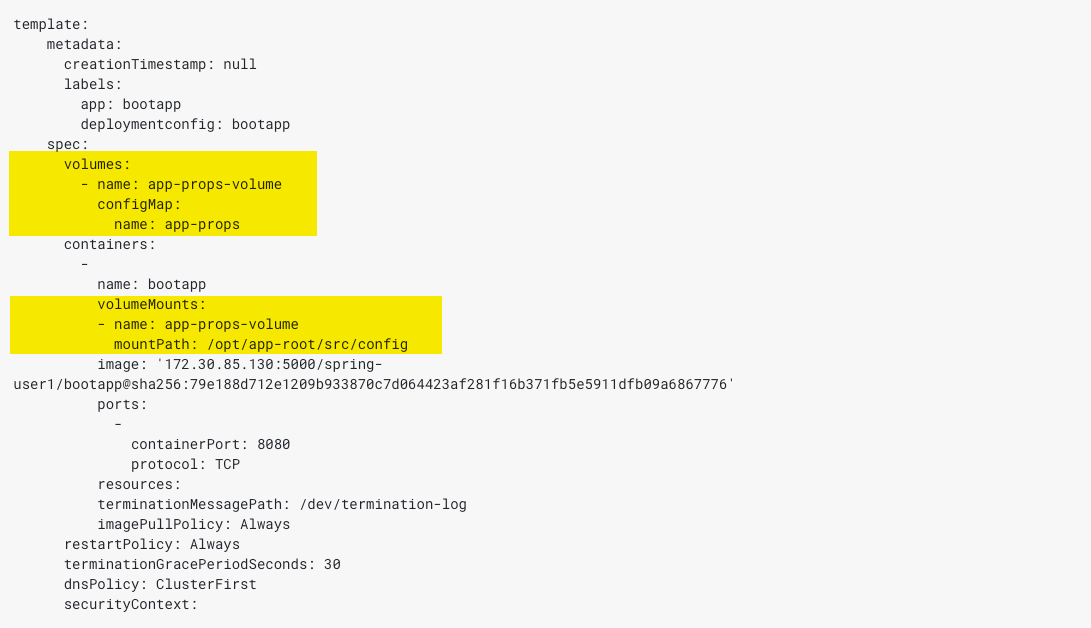 template:
    metadata:
      creationTimestamp: null
      labels:
        app: bootapp
        deploymentconfig: bootapp
    spec:
      volumes:
        - name: app-props-volume
          configMap:
            name: app-props
      containers:
        -
          name: bootapp
          volumeMounts:
          - name: app-props-volume
            mountPath: /opt/app-root/src/config
          image: '172.30.85.130:5000/spring-
user1/bootapp@sha256:79e188d712e1209b933870c7d064423af281f16b371fb5e5911dfb09a6867776'
          ports:
            -
              containerPort: 8080
              protocol: TCP
          resources:
          terminationMessagePath: /dev/termination-log
          imagePullPolicy: Always
      restartPolicy: Always
      terminationGracePeriodSeconds: 30
      dnsPolicy: ClusterFirst
      securityContext: